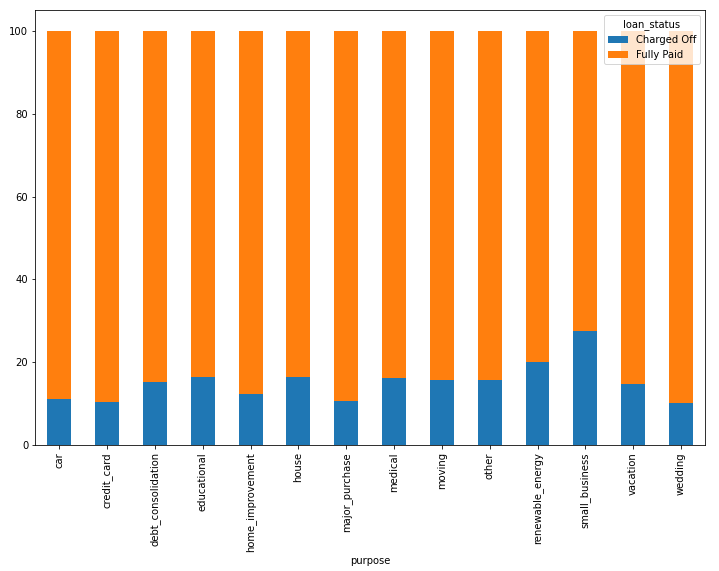 loan_status
Charged Off
Fully Paid
100
80
60
40
20
0
car
credit_card
debt_consolidation
educational
home_improvement
house
major_purchase
medical
moving
other
renewable_energy
small_business
vacation
wedding
purpose